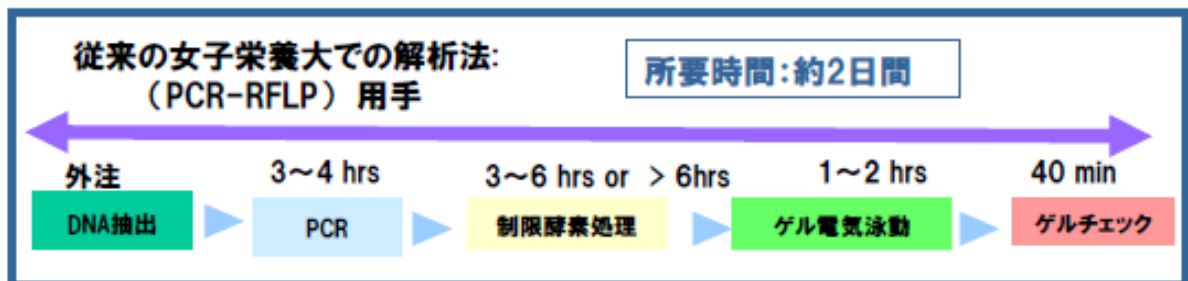 従来の女子栄養大での解析法:
（PCR-RFLP）用手
所要時間:約2日間
外注
3～4 hrs
3～6 hrs or > 6hrs
1～2 hrs
40 min
DNA抽出
PCR
制限酵素処理
ゲル電気泳動
ゲルチェック